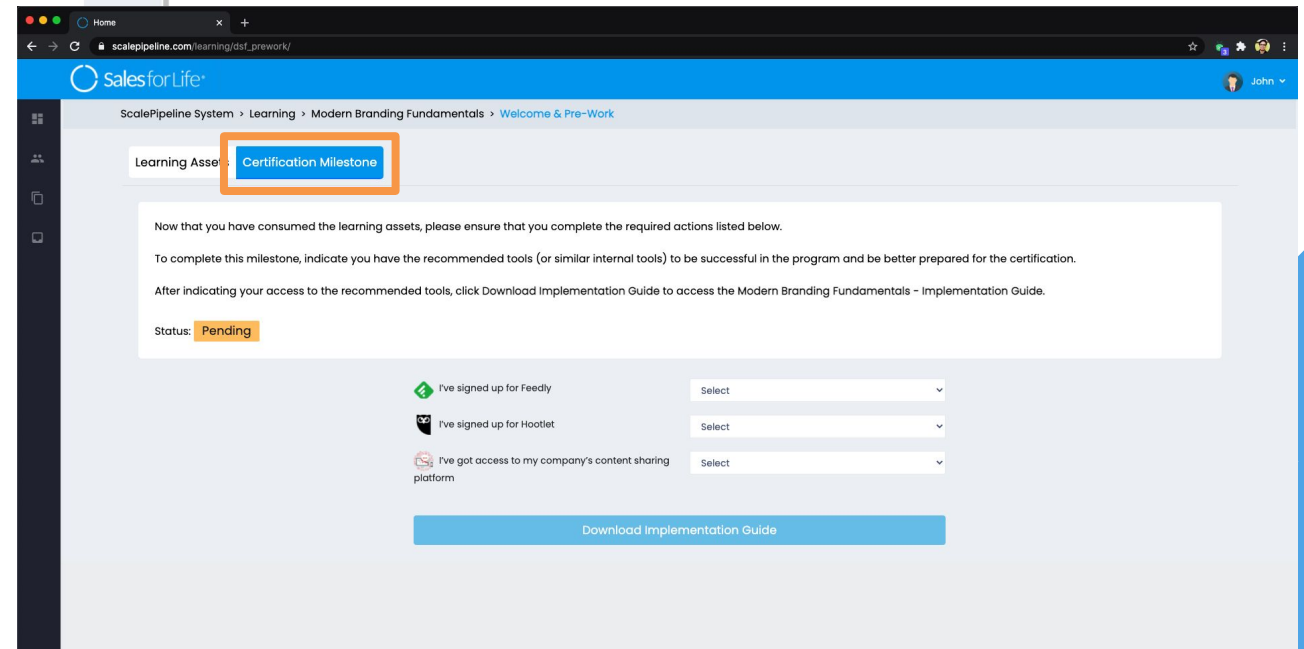 Home
scalepipeline.com/learning/dsf_prework/
3
Sales for Life
John
ScalePipeline System > Learning > Modern Branding Fundamentals > Welcome & Pre-Work
Learning Assets Certification Milestone
Now that you have consumed the learning assets, please ensure that you complete the required actions listed below.
To complete this milestone, indicate you have the recommended tools (or similar internal tools) to be successful in the program and be better prepared for the certification.
After indicating your access to the recommended tools, click Download Implementation Guide to access the Modern Branding Fundamentals - Implementation Guide.
Status: Pending
I've signed up for Feedly Select
I've signed up for Hootlet Select
I've got access to my company's content sharing Select
platform
Download Implementation Guide